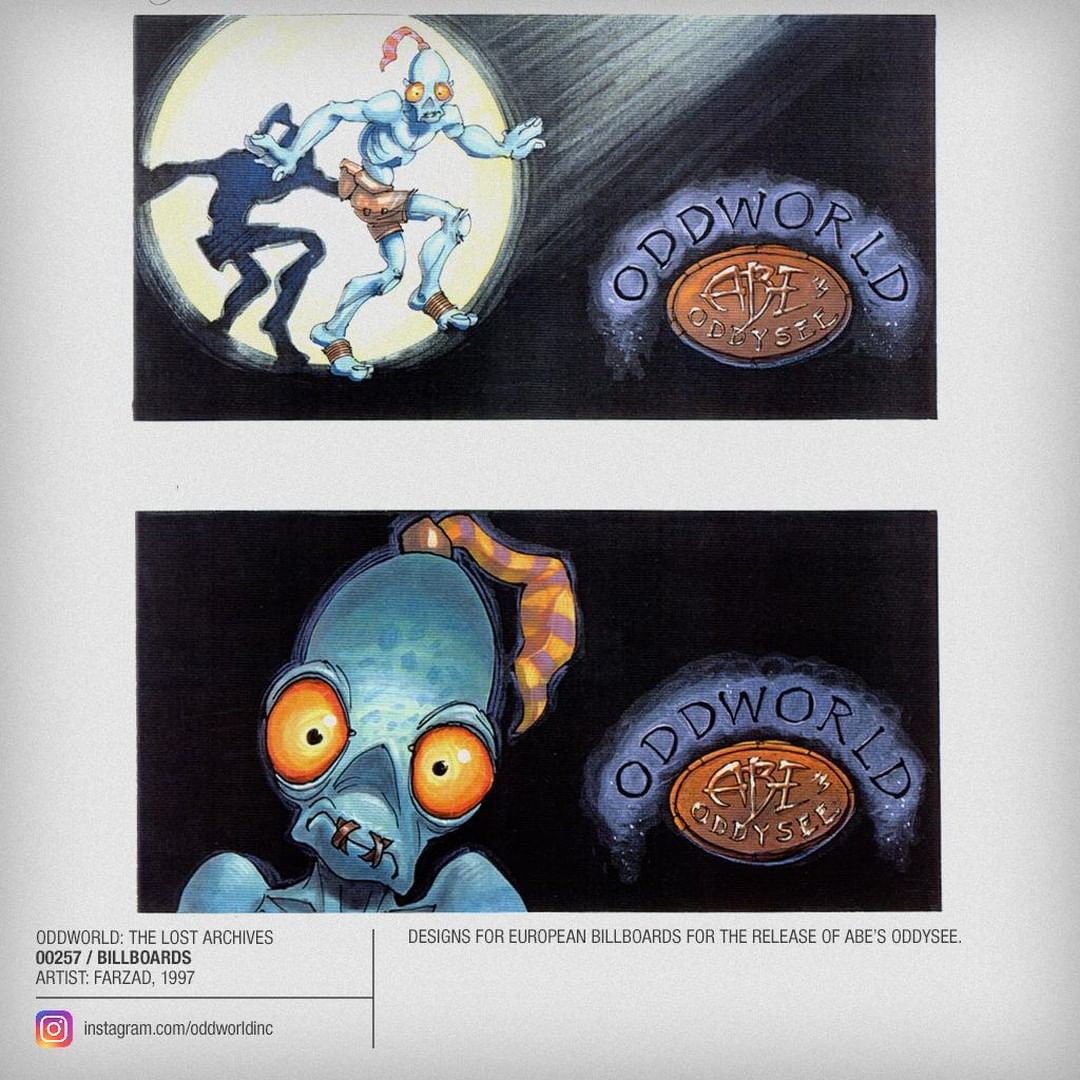 ODDWORLD
ABE'S
ODDYSEE
ODDWORLD
ABE'S
ODDYSEE
ODDWORLD: THE LOST ARCHIVES
00257 / BILLBOARDS
ARTIST: FARZAD, 1997
instagram.com/oddworldinc
DESIGNS FOR EUROPEAN BILLBOARDS FOR THE RELEASE OF ABE'S ODDYSEE.